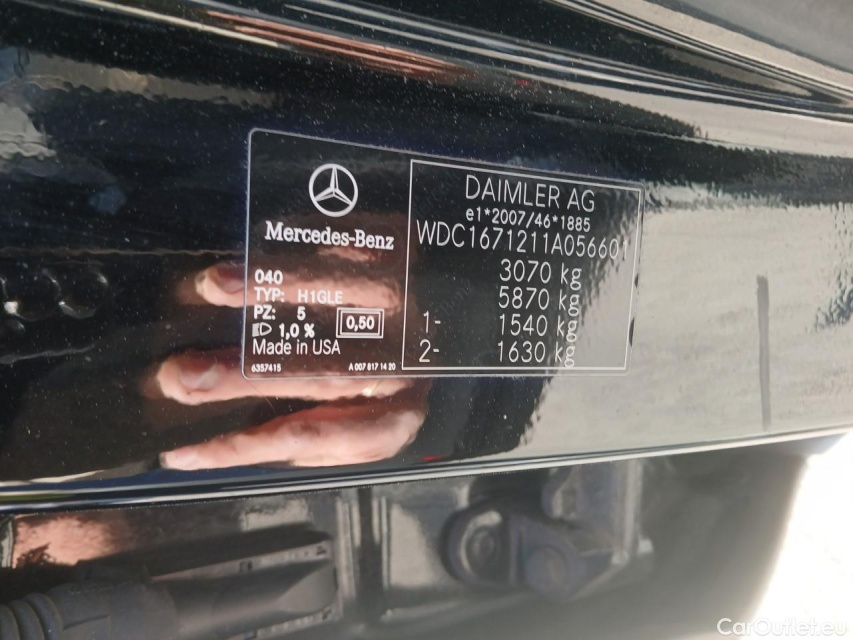 Mercedes-Benz
040
TYP: H1GLE
PZ: 5
1,0 %
0,50
Made in USA
6357415
A 007 817 14 20
DAIMLER AG
e1*2007/46*1885
WDC1671211A056601
3070 kg
5870 kg
1- 1540 kg
2- 1630 kg
CarOutlet.eu